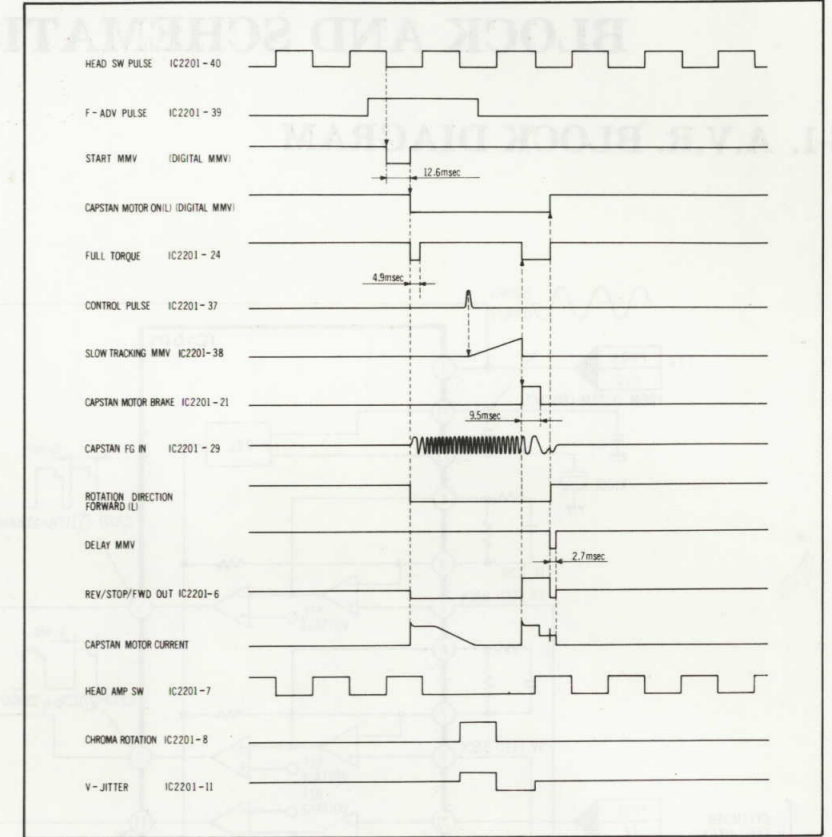 BLOCK AND SCHEMATI
1. A.V.R. BLOCK DIAGRAM
HEAD SW PULSE IC2201-40
F-ADV PULSE IC2201-39
START MMV (DIGITAL MMV)
12.6msec
CAPSTAN MOTOR ON(L) (DIGITAL MMV)
FULL TORQUE IC2201-24
4.9msec
CONTROL PULSE IC2201-37
SLOW TRACKING MMV IC2201-38
CAPSTAN MOTOR BRAKE IC2201-21
9.5msec
CAPSTAN FG IN IC2201-29
ROTATION DIRECTION
FORWARD (L)
DELAY MMV
2.7msec
REV/STOP/FWD OUT IC2201-6
CAPSTAN MOTOR CURRENT
HEAD AMP SW IC2201-7
CHROMA ROTATION IC2201-8
V-JITTER IC2201-11